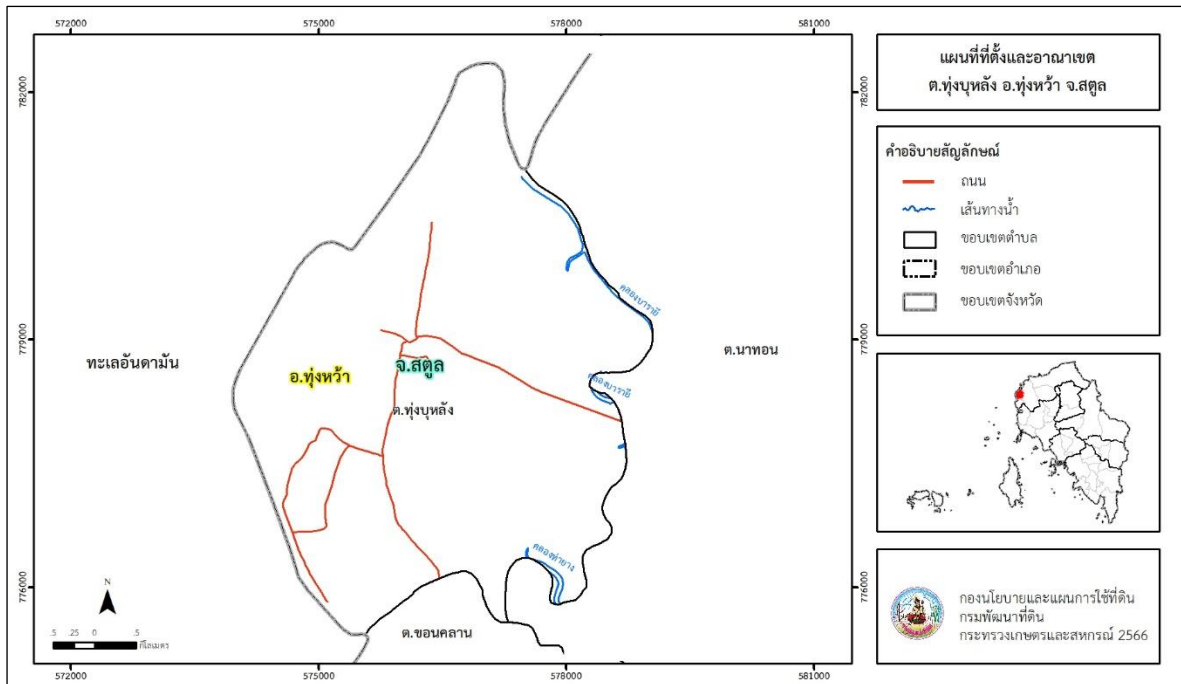 572000
575000
578000
581000
782000
782000
779000
779000
776000
776000
คลองบารายี
ทะเลอันดามัน
อ.ทุ่งหว้า
จ.สตูล
ต.ทุ่งบุหลัง
ต.นาทอน
คลองบารายี
คลองท่ายาง
ต.ขอนคลาน
N
.5 .25 0 .5
กิโลเมตร
572000
575000
578000
581000
แผนที่ที่ตั้งและอาณาเขต
ต.ทุ่งบุหลัง อ.ทุ่งหว้า จ.สตูล
คำอธิบายสัญลักษณ์
ถนน
เส้นทางน้ำ
ขอบเขตตำบล
ขอบเขตอำเภอ
ขอบเขตจังหวัด
กองนโยบายและแผนการใช้ที่ดิน
กรมพัฒนาที่ดิน
กระทรวงเกษตรและสหกรณ์ 2566